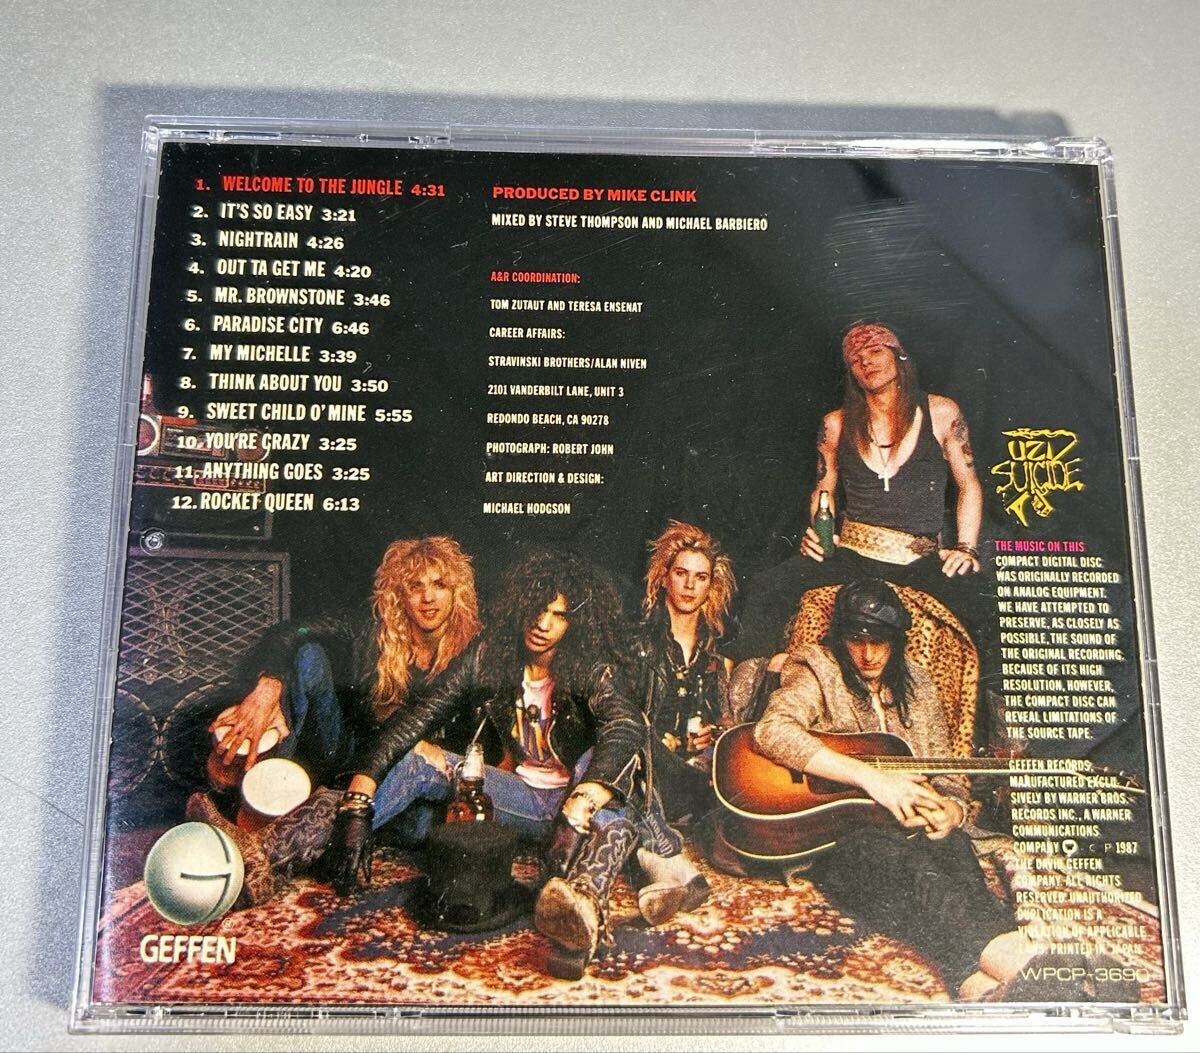 1. WELCOME TO THE JUNGLE 4:31
2. IT'S SO EASY 3:21
3. NIGHTRAIN 4:26
4. OUT TA GET ME 4:20
5. MR. BROWNSTONE 3:46
6. PARADISE CITY 6:46
7. MY MICHELLE 3:39
8. THINK ABOUT YOU 3:50
9. SWEET CHILD O' MINE 5:55
10. YOU'RE CRAZY 3:25
11. ANYTHING GOES 3:25
12. ROCKET QUEEN 6:13
PRODUCED BY MIKE CLINK
MIXED BY STEVE THOMPSON AND MICHAEL BARBIERO
A&R COORDINATION:
TOM ZUTAUT AND TERESA ENSENAT
CAREER AFFAIRS:
STRAVINSKI BROTHERS/ALAN NIVEN
2101 VANDERBILT LANE, UNIT 3
REDONDO BEACH, CA 90278
PHOTOGRAPH: ROBERT JOHN
ART DIRECTION & DESIGN:
MICHAEL HODGSON
UZI
SUICIDE
THE MUSIC ON THIS
COMPACT DIGITAL DISC
WAS ORIGINALLY RECORDED
ON ANALOG EQUIPMENT.
WE HAVE ATTEMPTED TO
PRESERVE, AS CLOSELY AS
POSSIBLE, THE SOUND OF
THE ORIGINAL RECORDING.
BECAUSE OF ITS HIGH
RESOLUTION, HOWEVER,
THE COMPACT DISC CAN
REVEAL LIMITATIONS OF
THE SOURCE TAPE.
GEFFEN RECORDS,
MANUFACTURED EXCLU-
SIVELY BY WARNER BROS.
RECORDS INC., A WARNER
COMMUNICATIONS
COMPANY · C P 1987
THE DAVID GEFFEN
COMPANY. ALL RIGHTS
RESERVED. UNAUTHORIZED
DUPLICATION IS A
VIOLATION OF APPLICABLE
LAWS. PRINTED IN JAPAN.
WPCP-3690
GEFFEN